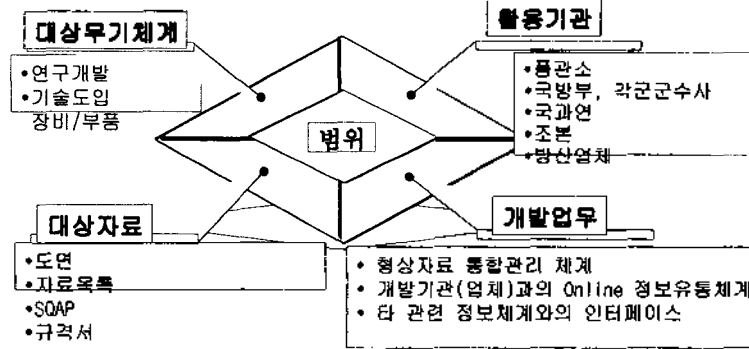 대상무기체계
•연구개발
•기술도입
장비/부품
활용기관
•품관소
•국방부, 각군군수사
•국과연
•조본
•방산업체
범위
대상자료
•도면
•자료목록
•SQAP
•규격서
개발업무
• 형상자료 통합관리 체계
• 개발기관(업체)과의 Online 정보유통체계
• 타 관련 정보체계와의 인터페이스